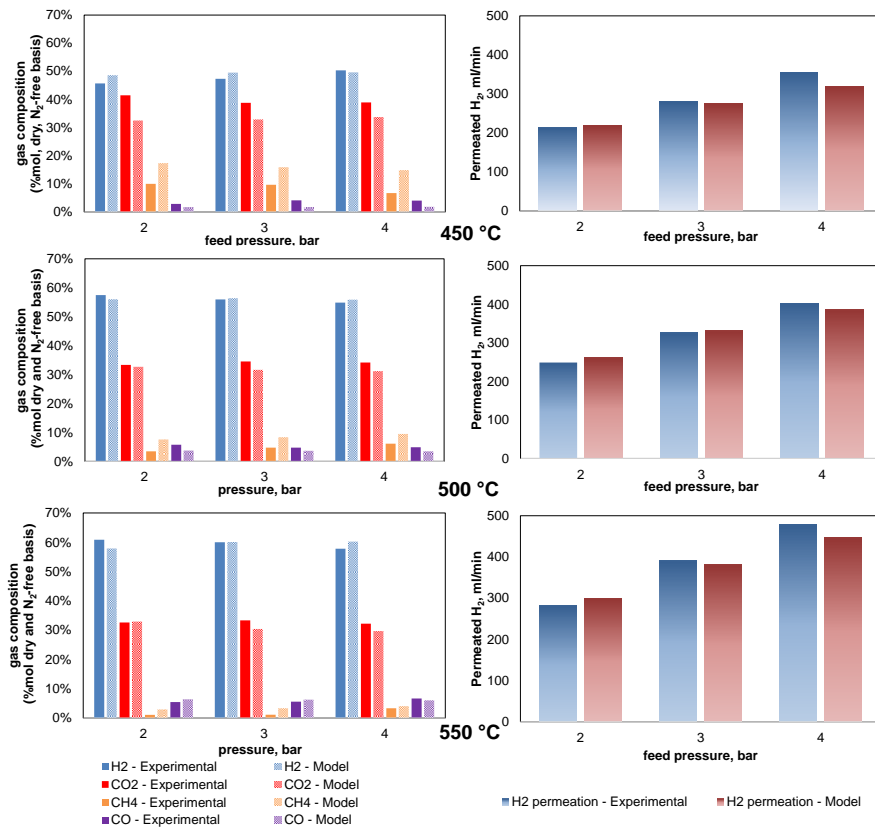 gas composition
(%mol, dry, N2-free basis)
70%
60%
50%
40%
30%
20%
10%
0%
2
3
4
feed pressure, bar
Permeated H2, ml/min
500
400
300
200
100
0
2
3
4
feed pressure, bar
450 °C
gas composition
(%mol dry and N2-free basis)
70%
60%
50%
40%
30%
20%
10%
0%
2
3
4
pressure, bar
Permeated H2, ml/min
500
400
300
200
100
0
2
3
4
feed pressure, bar
500 °C
gas composition
(%mol dry and N2-free basis)
70%
60%
50%
40%
30%
20%
10%
0%
2
3
4
pressure, bar
Permeated H2, ml/min
500
400
300
200
100
0
2
3
4
feed pressure, bar
550 °C
H2 - Experimental
H2 - Model
CO2 - Experimental
CO2 - Model
CH4 - Experimental
CH4 - Model
CO - Experimental
CO - Model
H2 permeation - Experimental
H2 permeation - Model